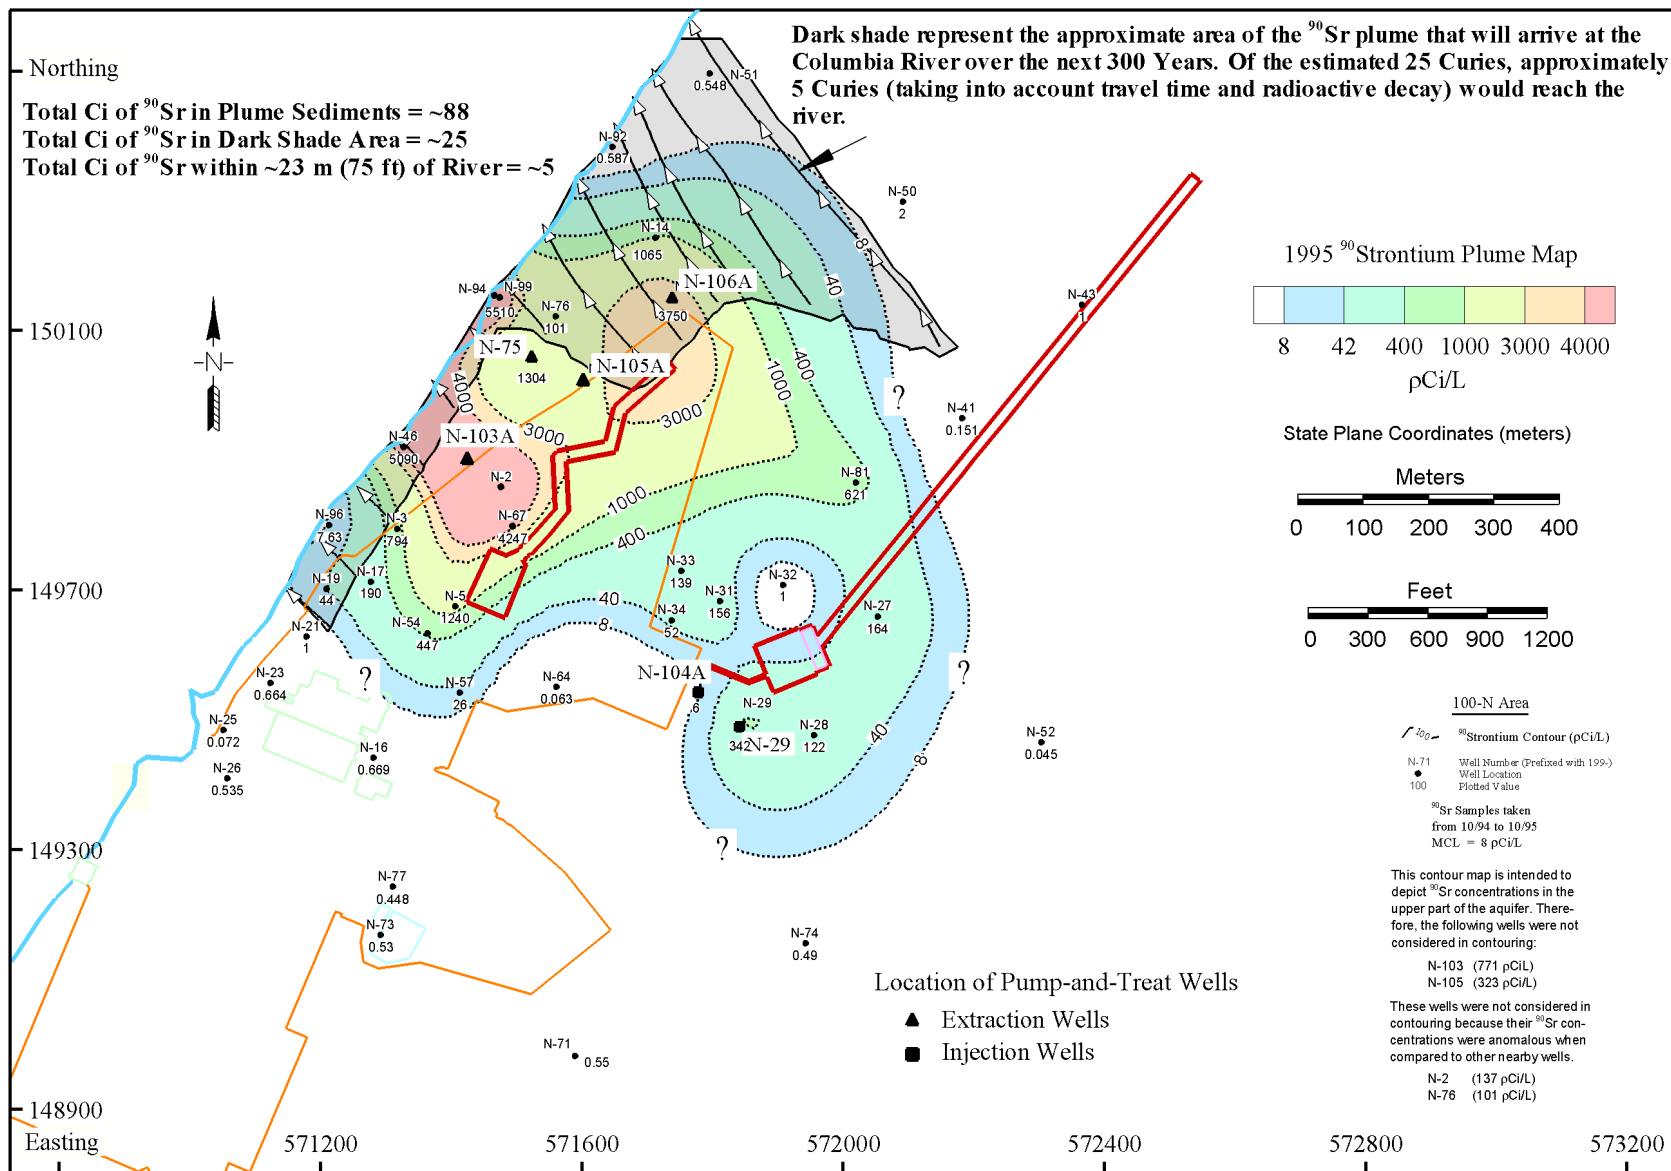 Dark shade represent the approximate area of the ⁹⁰Sr plume that will arrive at the
Columbia River over the next 300 Years. Of the estimated 25 Curies, approximately
5 Curies (taking into account travel time and radioactive decay) would reach the
river.
Northing
Total Ci of ⁹⁰Sr in Plume Sediments = ~88
Total Ci of ⁹⁰Sr in Dark Shade Area = ~25
Total Ci of ⁹⁰Sr within ~23 m (75 ft) of River = ~5
N-51
0.548
N-92
0.587
N-50
2
N-14
1065
8
40
N-106A
3750
N-94
N-99
5510
N-76
101
N-43
1
150100
-N-
N-75
1304
N-105A
400
1000
4000
3000
3000
?
N-41
0.151
N-103A
N-46
5090
N-2
N-81
621
N-67
4247
1000
400
N-96
7.63
N-3
794
149700
N-19
44
N-17
190
N-5
1240
N-54
447
N-33
139
N-31
156
N-32
1
N-34
52
N-27
164
40
8
N-21
1
?
N-23
0.664
N-57
26
N-64
0.063
N-104A
6
N-29
342
N-29
N-28
122
40
8
?
N-52
0.045
N-25
0.072
N-16
0.669
N-26
0.535
?
149300
N-77
0.448
N-73
0.53
N-74
0.49
N-71
0.55
148900
Easting
571200
571600
572000
572400
572800
573200
Location of Pump-and-Treat Wells
Extraction Wells
Injection Wells
1995 ⁹⁰Strontium Plume Map
8 42 400 1000 3000 4000
ρCi/L
State Plane Coordinates (meters)
Meters
0 100 200 300 400
Feet
0 300 600 900 1200
100-N Area
100
⁹⁰Strontium Contour (ρCi/L)
N-71 Well Number (Prefixed with 199-)
Well Location
100 Plotted Value
⁹⁰Sr Samples taken
from 10/94 to 10/95
MCL = 8 ρCi/L
This contour map is intended to
depict ⁹⁰Sr concentrations in the
upper part of the aquifer. There-
fore, the following wells were not
considered in contouring:
N-103 (771 ρCiL)
N-105 (323 ρCi/L)
These wells were not considered in
contouring because their ⁹⁰Sr con-
centrations were anomalous when
compared to other nearby wells.
N-2 (137 ρCi/L)
N-76 (101 ρCi/L)